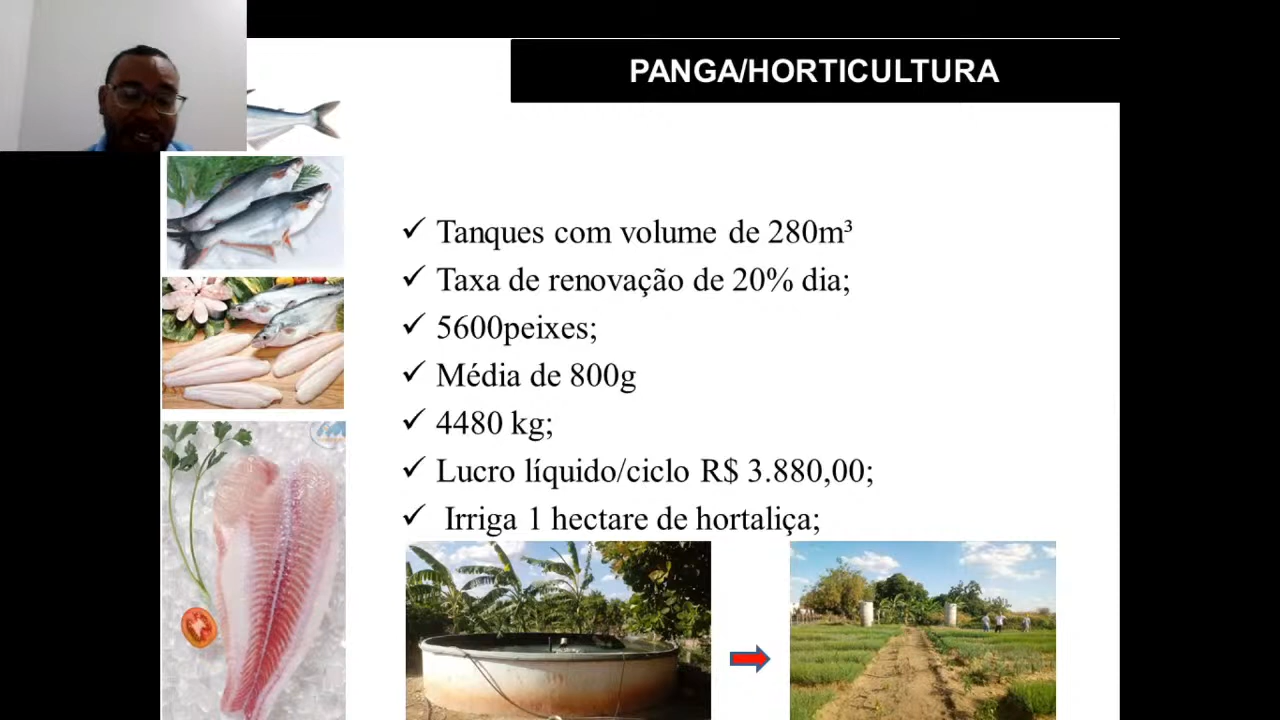 PANGA/HORTICULTURA
✓ Tanques com volume de 280m³
✓ Taxa de renovação de 20% dia;
✓ 5600peixes;
✓ Média de 800g
✓ 4480 kg;
✓ Lucro líquido/ciclo R$ 3.880,00;
✓ Irriga 1 hectare de hortaliça;